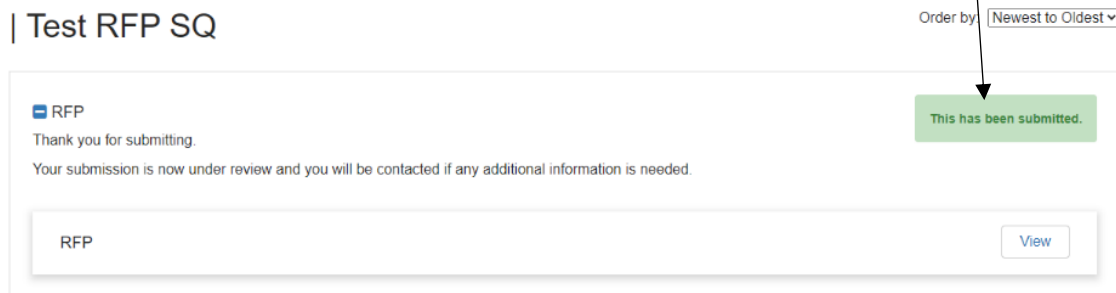 | Test RFP SQ
Order by: Newest to Oldest
RFP
This has been submitted.
Thank you for submitting.
Your submission is now under review and you will be contacted if any additional information is needed.
RFP
View